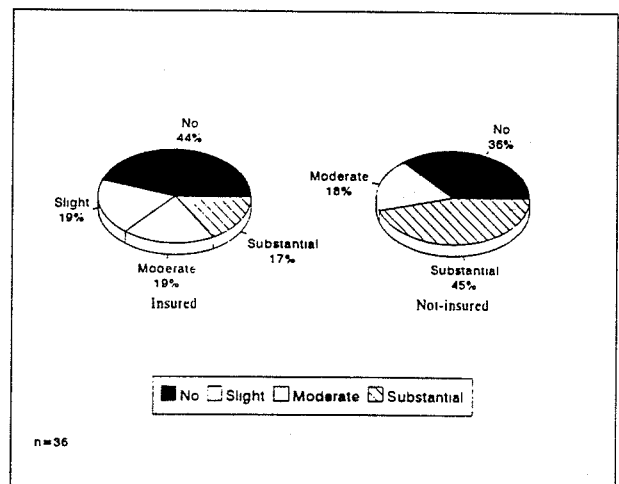 No
44%
Slight
19%
Moderate
19%
Substantial
17%
Insured
No
36%
Moderate
18%
Substantial
45%
Not-insured
No Slight Moderate Substantial
n=36